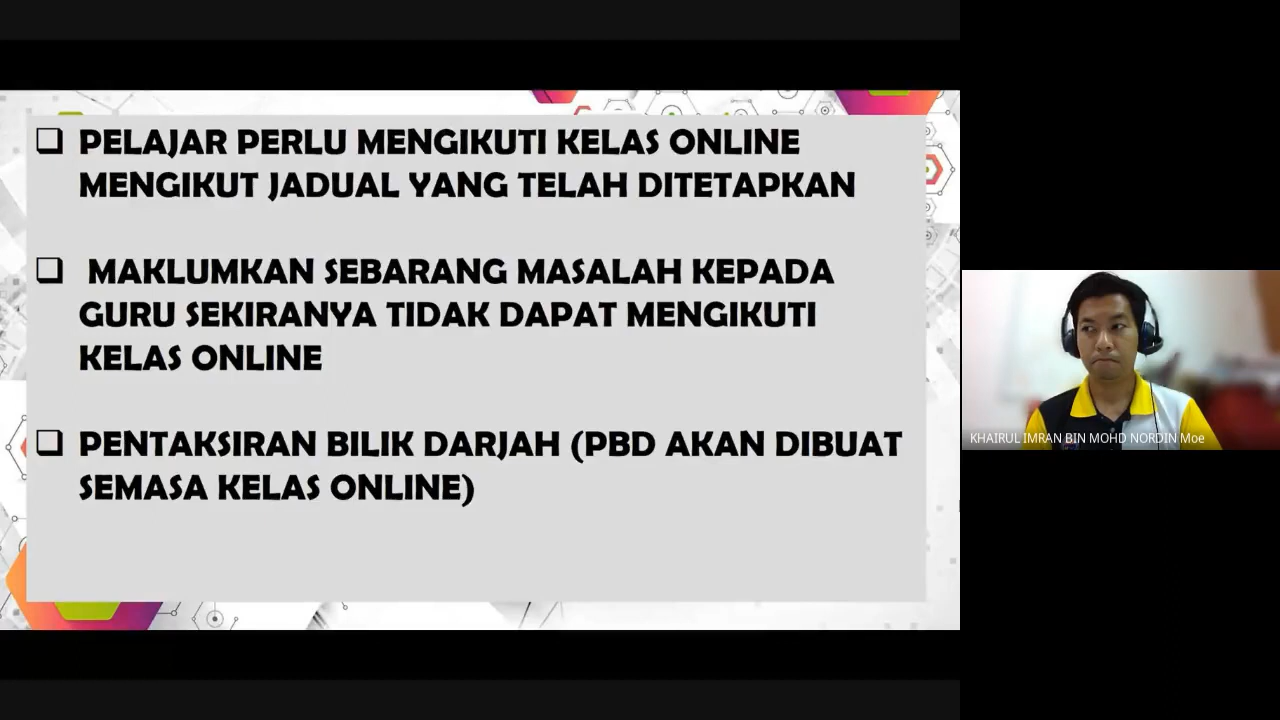 PELAJAR PERLU MENGIKUTI KELAS ONLINE
MENGIKUT JADUAL YANG TELAH DITETAPKAN
MAKLUMKAN SEBARANG MASALAH KEPADA
GURU SEKIRANYA TIDAK DAPAT MENGIKUTI
KELAS ONLINE
PENTAKSIRAN BILIK DARJAH (PBD AKAN DIBUAT
SEMASA KELAS ONLINE)
KHAIRUL IMRAN BIN MOHD NORDIN Moe